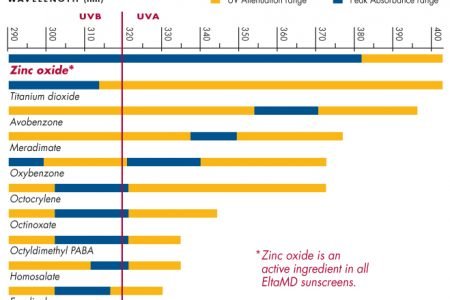 WAVELENGTH (nm)
UV Attenuation range
Peak Absorbance range
UVB
UVA
290 300 310 320 330 340 350 360 370 380 390 400
Zinc oxide*
Titanium dioxide
Avobenzone
Meradimate
Oxybenzone
Octocrylene
Octinoxate
Octyldimethyl PABA
Homosalate
*Zinc oxide is an
active ingredient in all
EltaMD sunscreens.